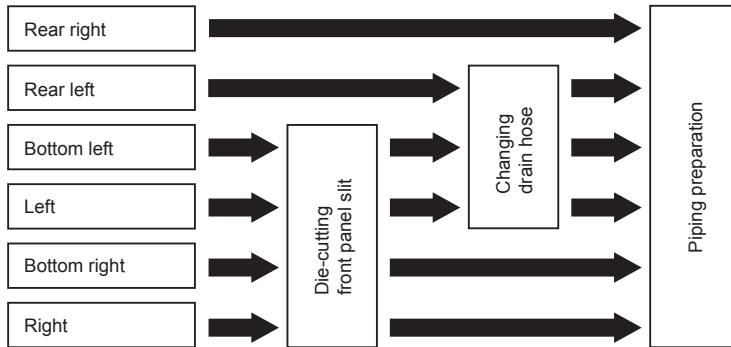 Rear right
Rear left
Bottom left
Left
Bottom right
Right
Die-cutting
front panel slit
Changing
drain hose
Piping preparation